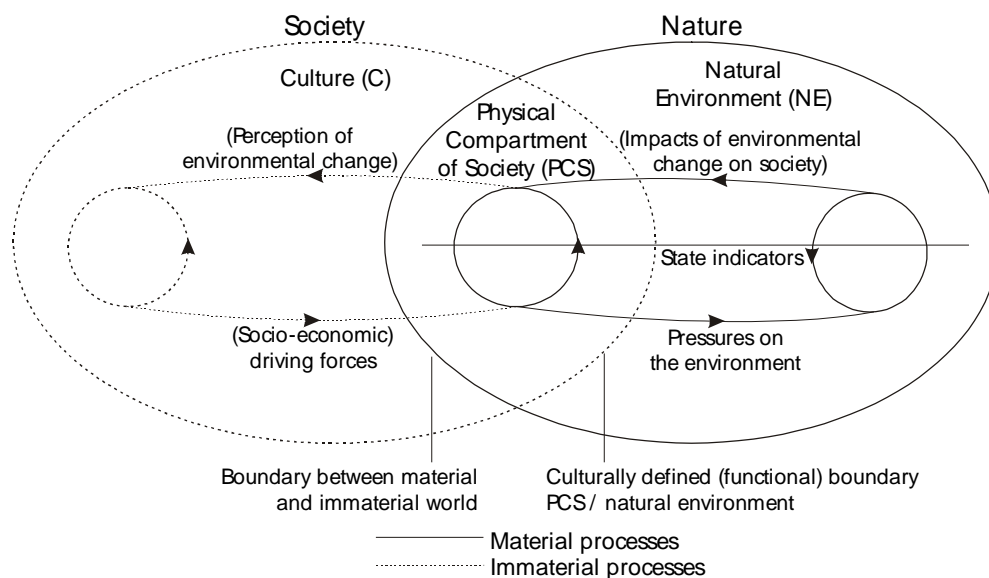 Society
Nature
Culture (C)
Natural
Environment (NE)
Physical
Compartment
of Society (PCS)
(Perception of
environmental change)
(Impacts of environmental
change on society)
State indicators
(Socio-economic)
driving forces
Pressures on
the environment
Boundary between material
and immaterial world
Culturally defined (functional) boundary
PCS / natural environment
Material processes
Immaterial processes